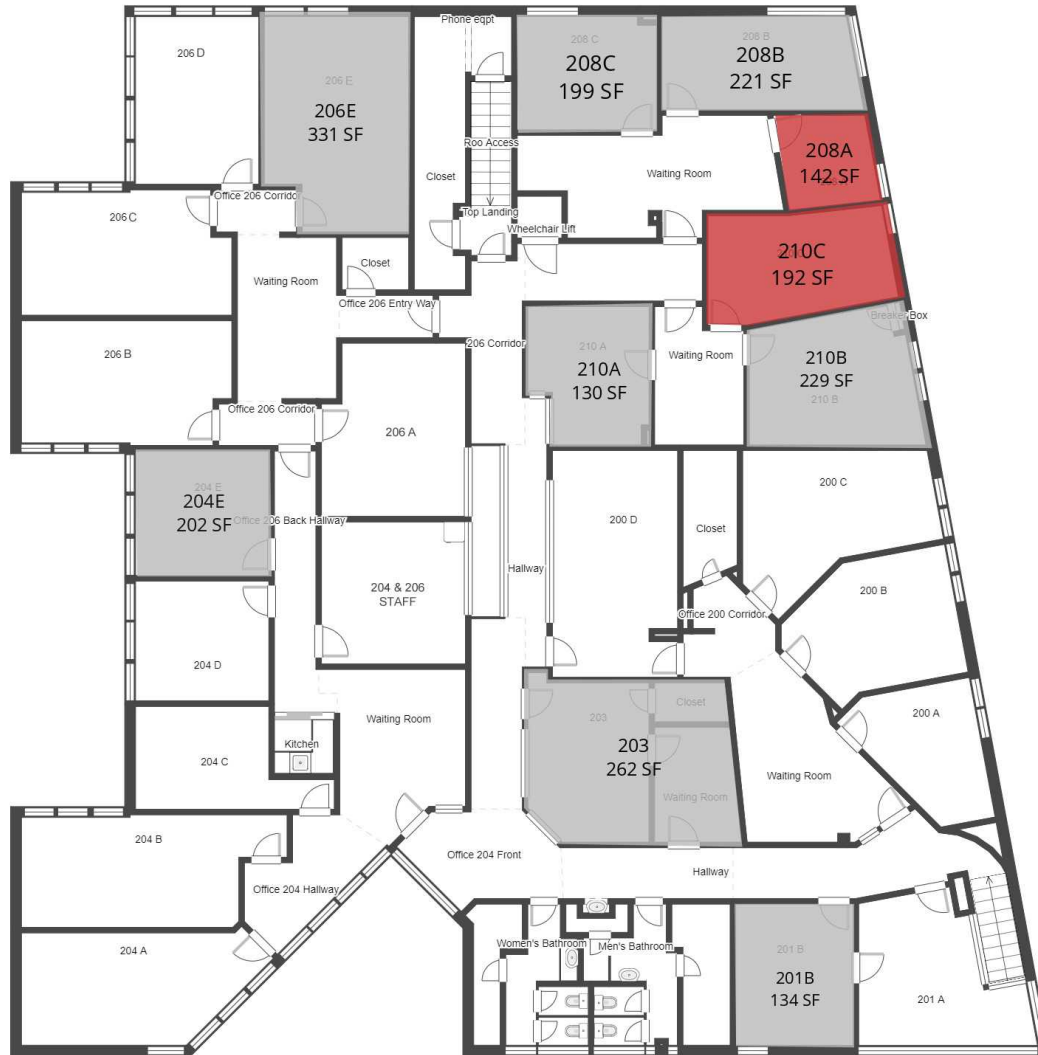 Phone eqpt
206 D
206 E
206E
331 SF
208 C
208C
199 SF
208 B
208B
221 SF
208A
142 SF
Roo Access
Closet
Waiting Room
Office 206 Corrido
206 C
Top Landing
Wheelchair Lift
210C
192 SF
Waiting Room
Closet
Office 206 Entry Way
Breaker Box
206 B
206 Corridor
210 A
210A
130 SF
Waiting Room
210B
229 SF
210 B
Office 206 Corridor
206 A
204 E
204E
202 SF
Office 206 Back Hallway
200 D
Closet
200 C
Hallway
204 & 206
STAFF
200 B
Office 200 Corridor.
204 D
Waiting Room
203
203
262 SF
Closet
200 A
Kitchen
204 C
Waiting Room
Waiting Room
204 B
Office 204 Front
Hallway
Office 204 Hallway
204 A
Women's Bathroom
Men's Bathroom
201 B
201B
134 SF
201 A